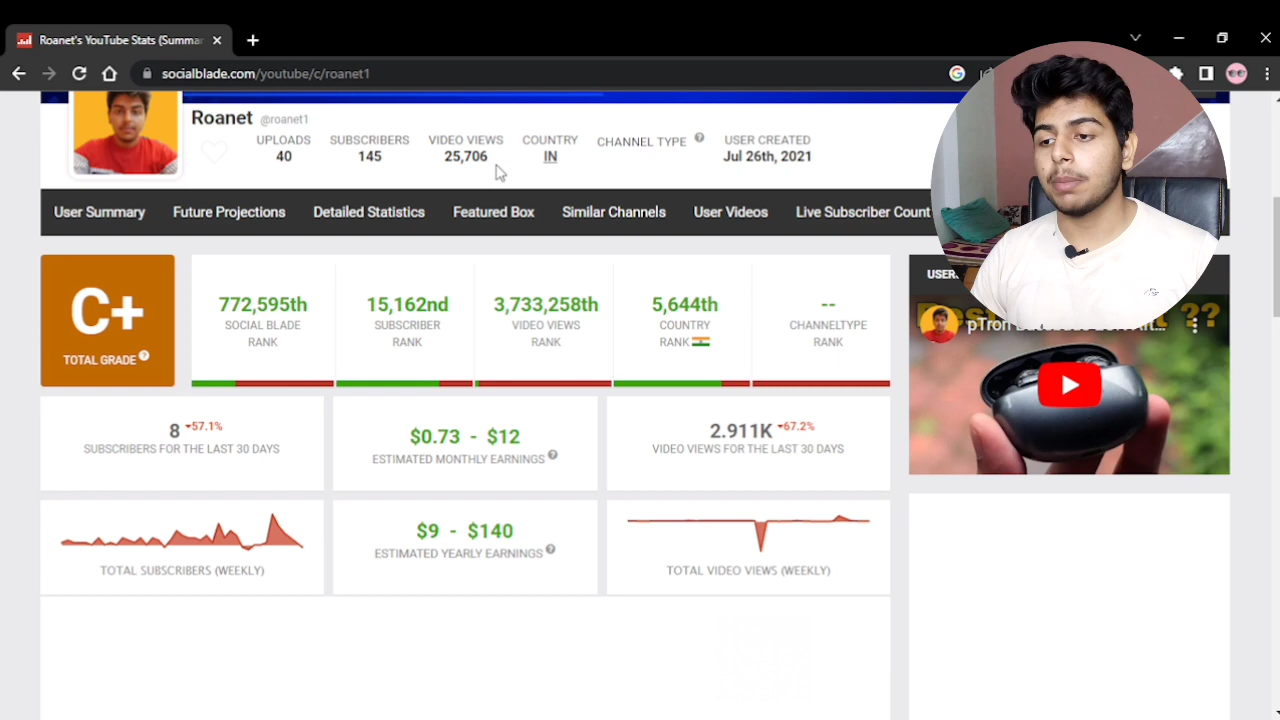 Roanet's YouTube Stats (Summar
socialblade.com/youtube/c/roanet1
Roanet @roanet1
UPLOADS SUBSCRIBERS VIDEO VIEWS COUNTRY CHANNEL TYPE ? USER CREATED
40 145 25,706 IN Jul 26th, 2021
User Summary Future Projections Detailed Statistics Featured Box Similar Channels User Videos Live Subscriber Count
C+
TOTAL GRADE ?
772,595th 15,162nd 3,733,258th 5,644th --
SOCIAL BLADE SUBSCRIBER VIDEO VIEWS COUNTRY CHANNELTYPE
RANK RANK RANK RANK RANK
USER
pTron
??
8 57.1%
SUBSCRIBERS FOR THE LAST 30 DAYS
$0.73 - $12
ESTIMATED MONTHLY EARNINGS ?
2.911K 67.2%
VIDEO VIEWS FOR THE LAST 30 DAYS
TOTAL SUBSCRIBERS (WEEKLY)
$9 - $140
ESTIMATED YEARLY EARNINGS ?
TOTAL VIDEO VIEWS (WEEKLY)